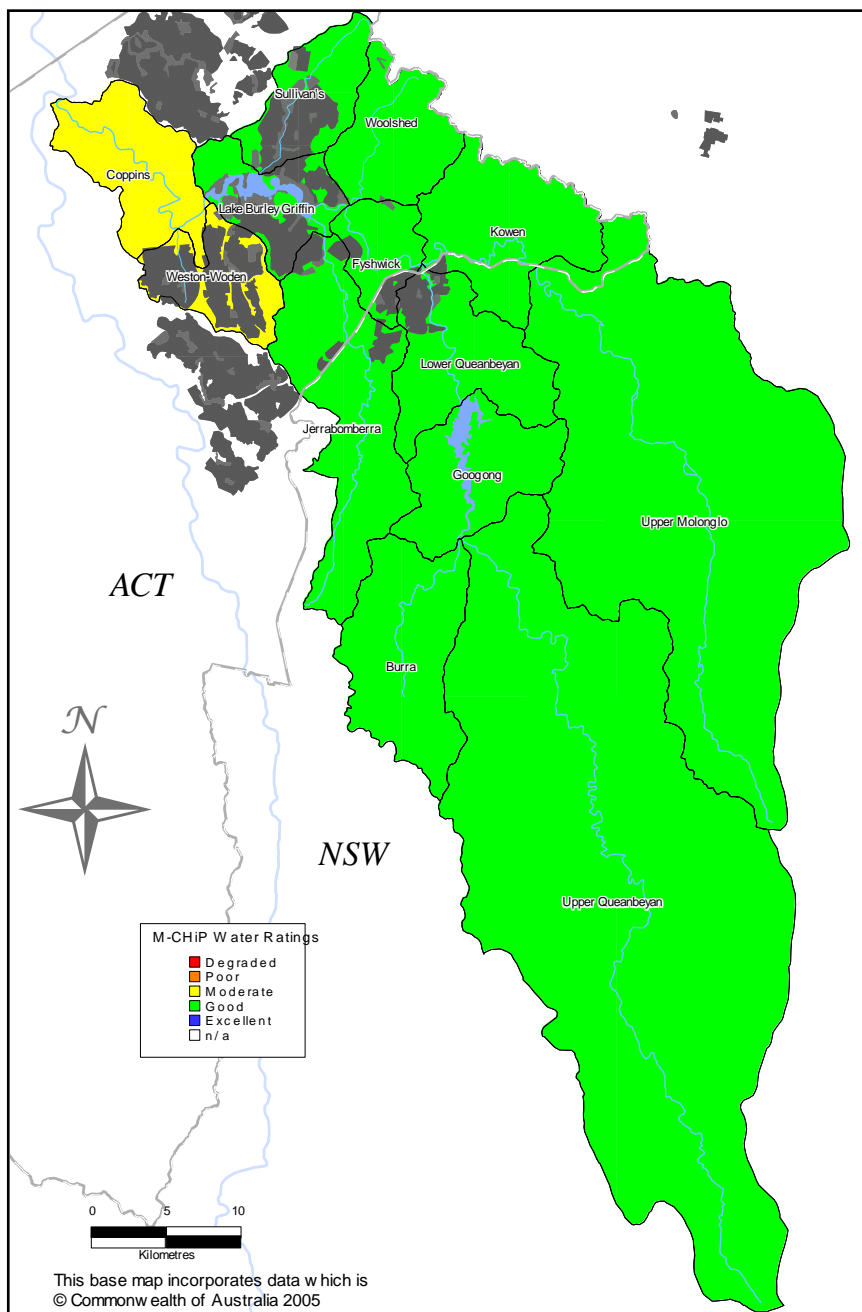 Sullivan's
Woolshed
Coppins
Lake Burley Griffin
Kowen
Fyshwick
Weston-Woden
Lower Queanbeyan
Jerrabomberra
Googong
Upper Molonglo
ACT
Burra
N
NSW
Upper Queanbeyan
M-CHiP Water Ratings
Degraded
Poor
Moderate
Good
Excellent
n/a
0 5 10
Kilometres
This base map incorporates data which is
© Commonwealth of Australia 2005